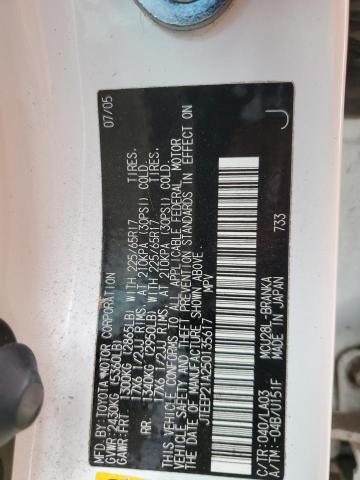 MFD. BY: TOYOTA MOTOR CORPORATION 07/05
GVWR: 2430KG (5360LB)
GAWR: FRT. 1300KG (2865LB) WITH 225/65R17 TIRES,
17X6 1/2JJ RIMS, AT 210KPA (30PSI) COLD.
RR. 1340KG (2950LB) WITH 225/65R17 TIRES,
17X6 1/2JJ RIMS, AT 210KPA (30PSI) COLD.
THIS VEHICLE CONFORMS TO ALL APPLICABLE FEDERAL MOTOR
VEHICLE SAFETY AND THEFT PREVENTION STANDARDS IN EFFECT ON
THE DATE OF MANUFACTURE SHOWN ABOVE.
JTEEP21A250135617 MPV
J
733
C/TR: 040/LA03 MCU28L-BRANKA
A/TM: -04B/U151F MADE IN JAPAN